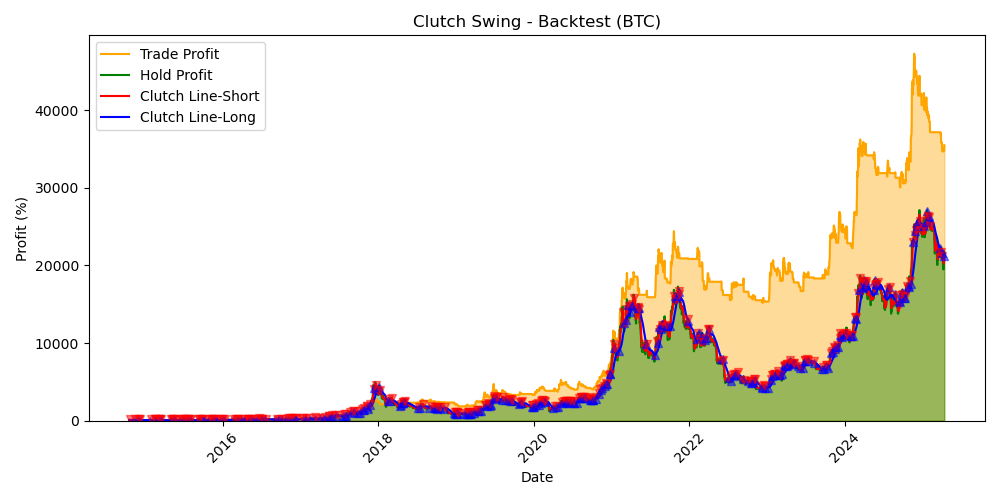 Clutch Swing - Backtest (BTC)
Trade Profit
Hold Profit
Clutch Line-Short
Clutch Line-Long
Profit (%)
40000
30000
20000
10000
0
2016
2018
2020
2022
2024
Date